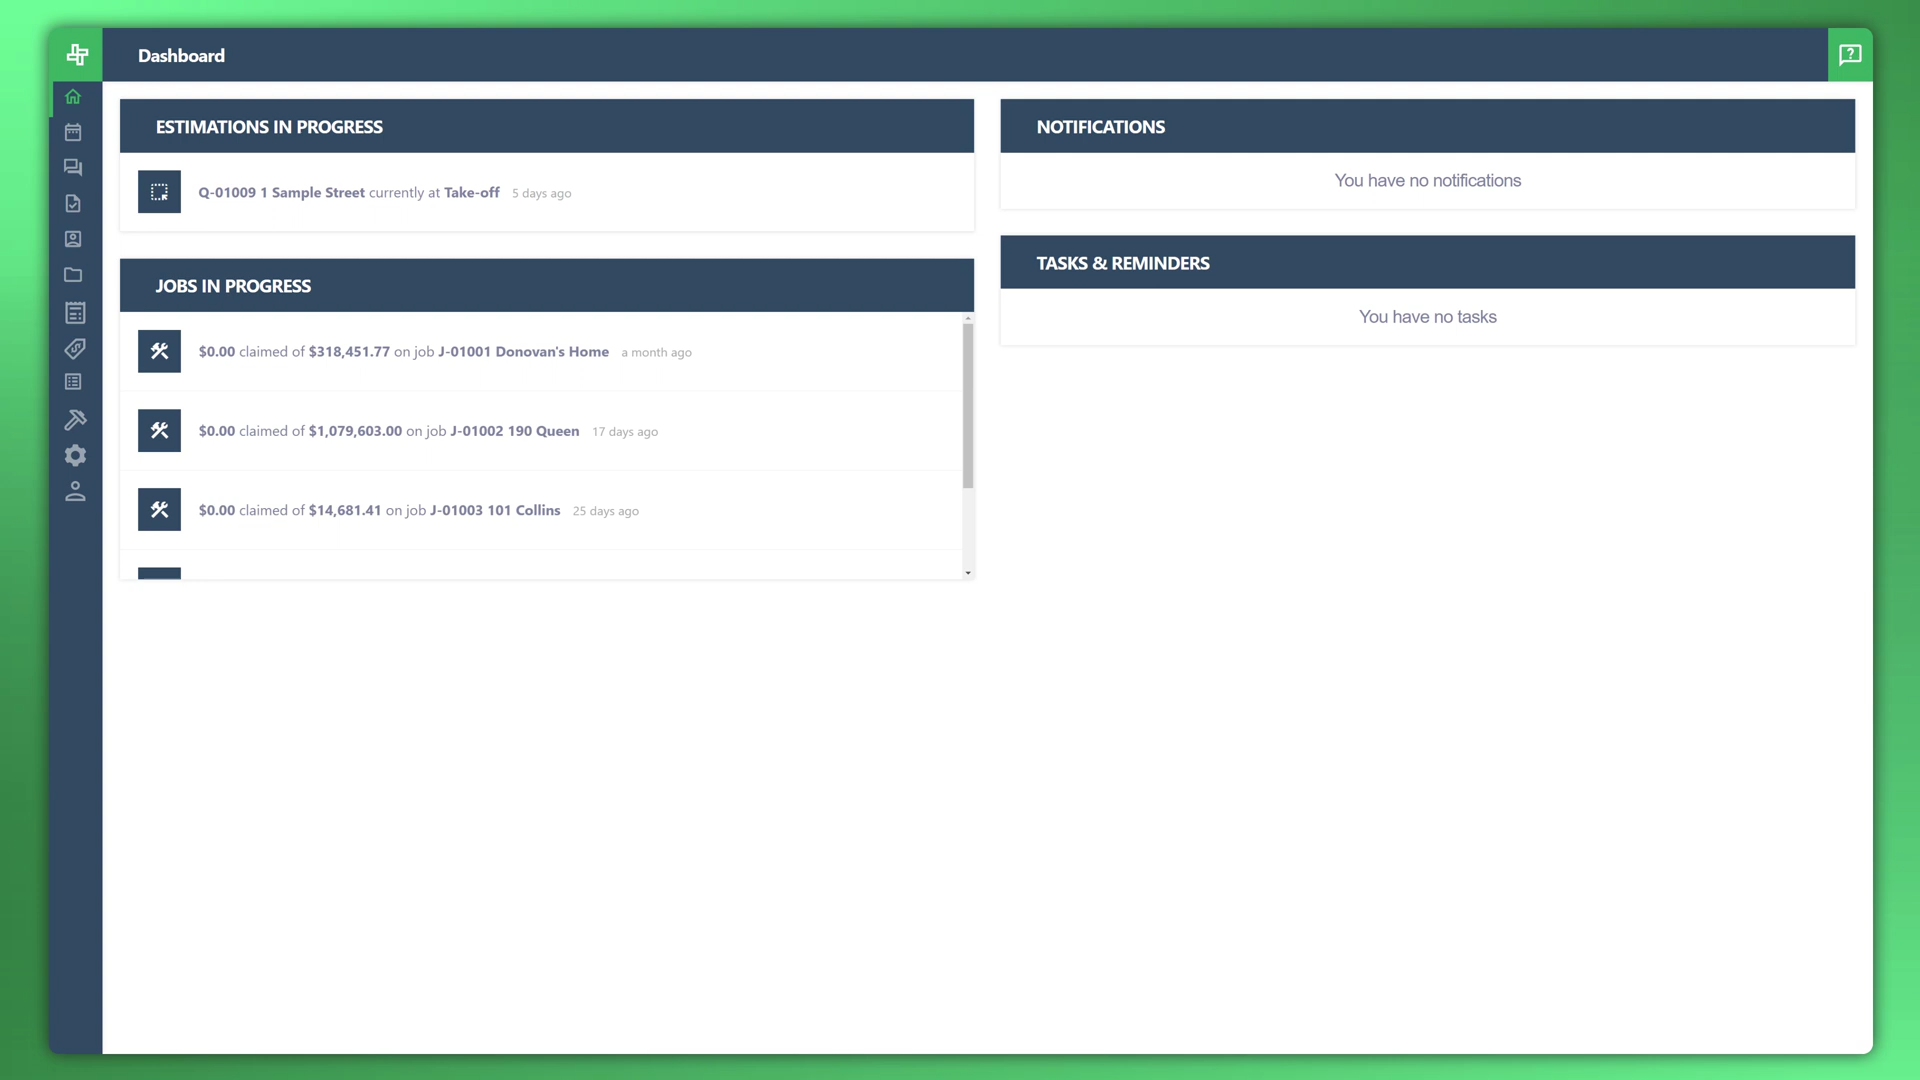 Dashboard
ESTIMATIONS IN PROGRESS
Q-01009 1 Sample Street currently at Take-off 5 days ago
JOBS IN PROGRESS
$0.00 claimed of $318,451.77 on job J-01001 Donovan's Home a month ago
$0.00 claimed of $1,079,603.00 on job J-01002 190 Queen 17 days ago
$0.00 claimed of $14,681.41 on job J-01003 101 Collins 25 days ago
NOTIFICATIONS
You have no notifications
TASKS & REMINDERS
You have no tasks